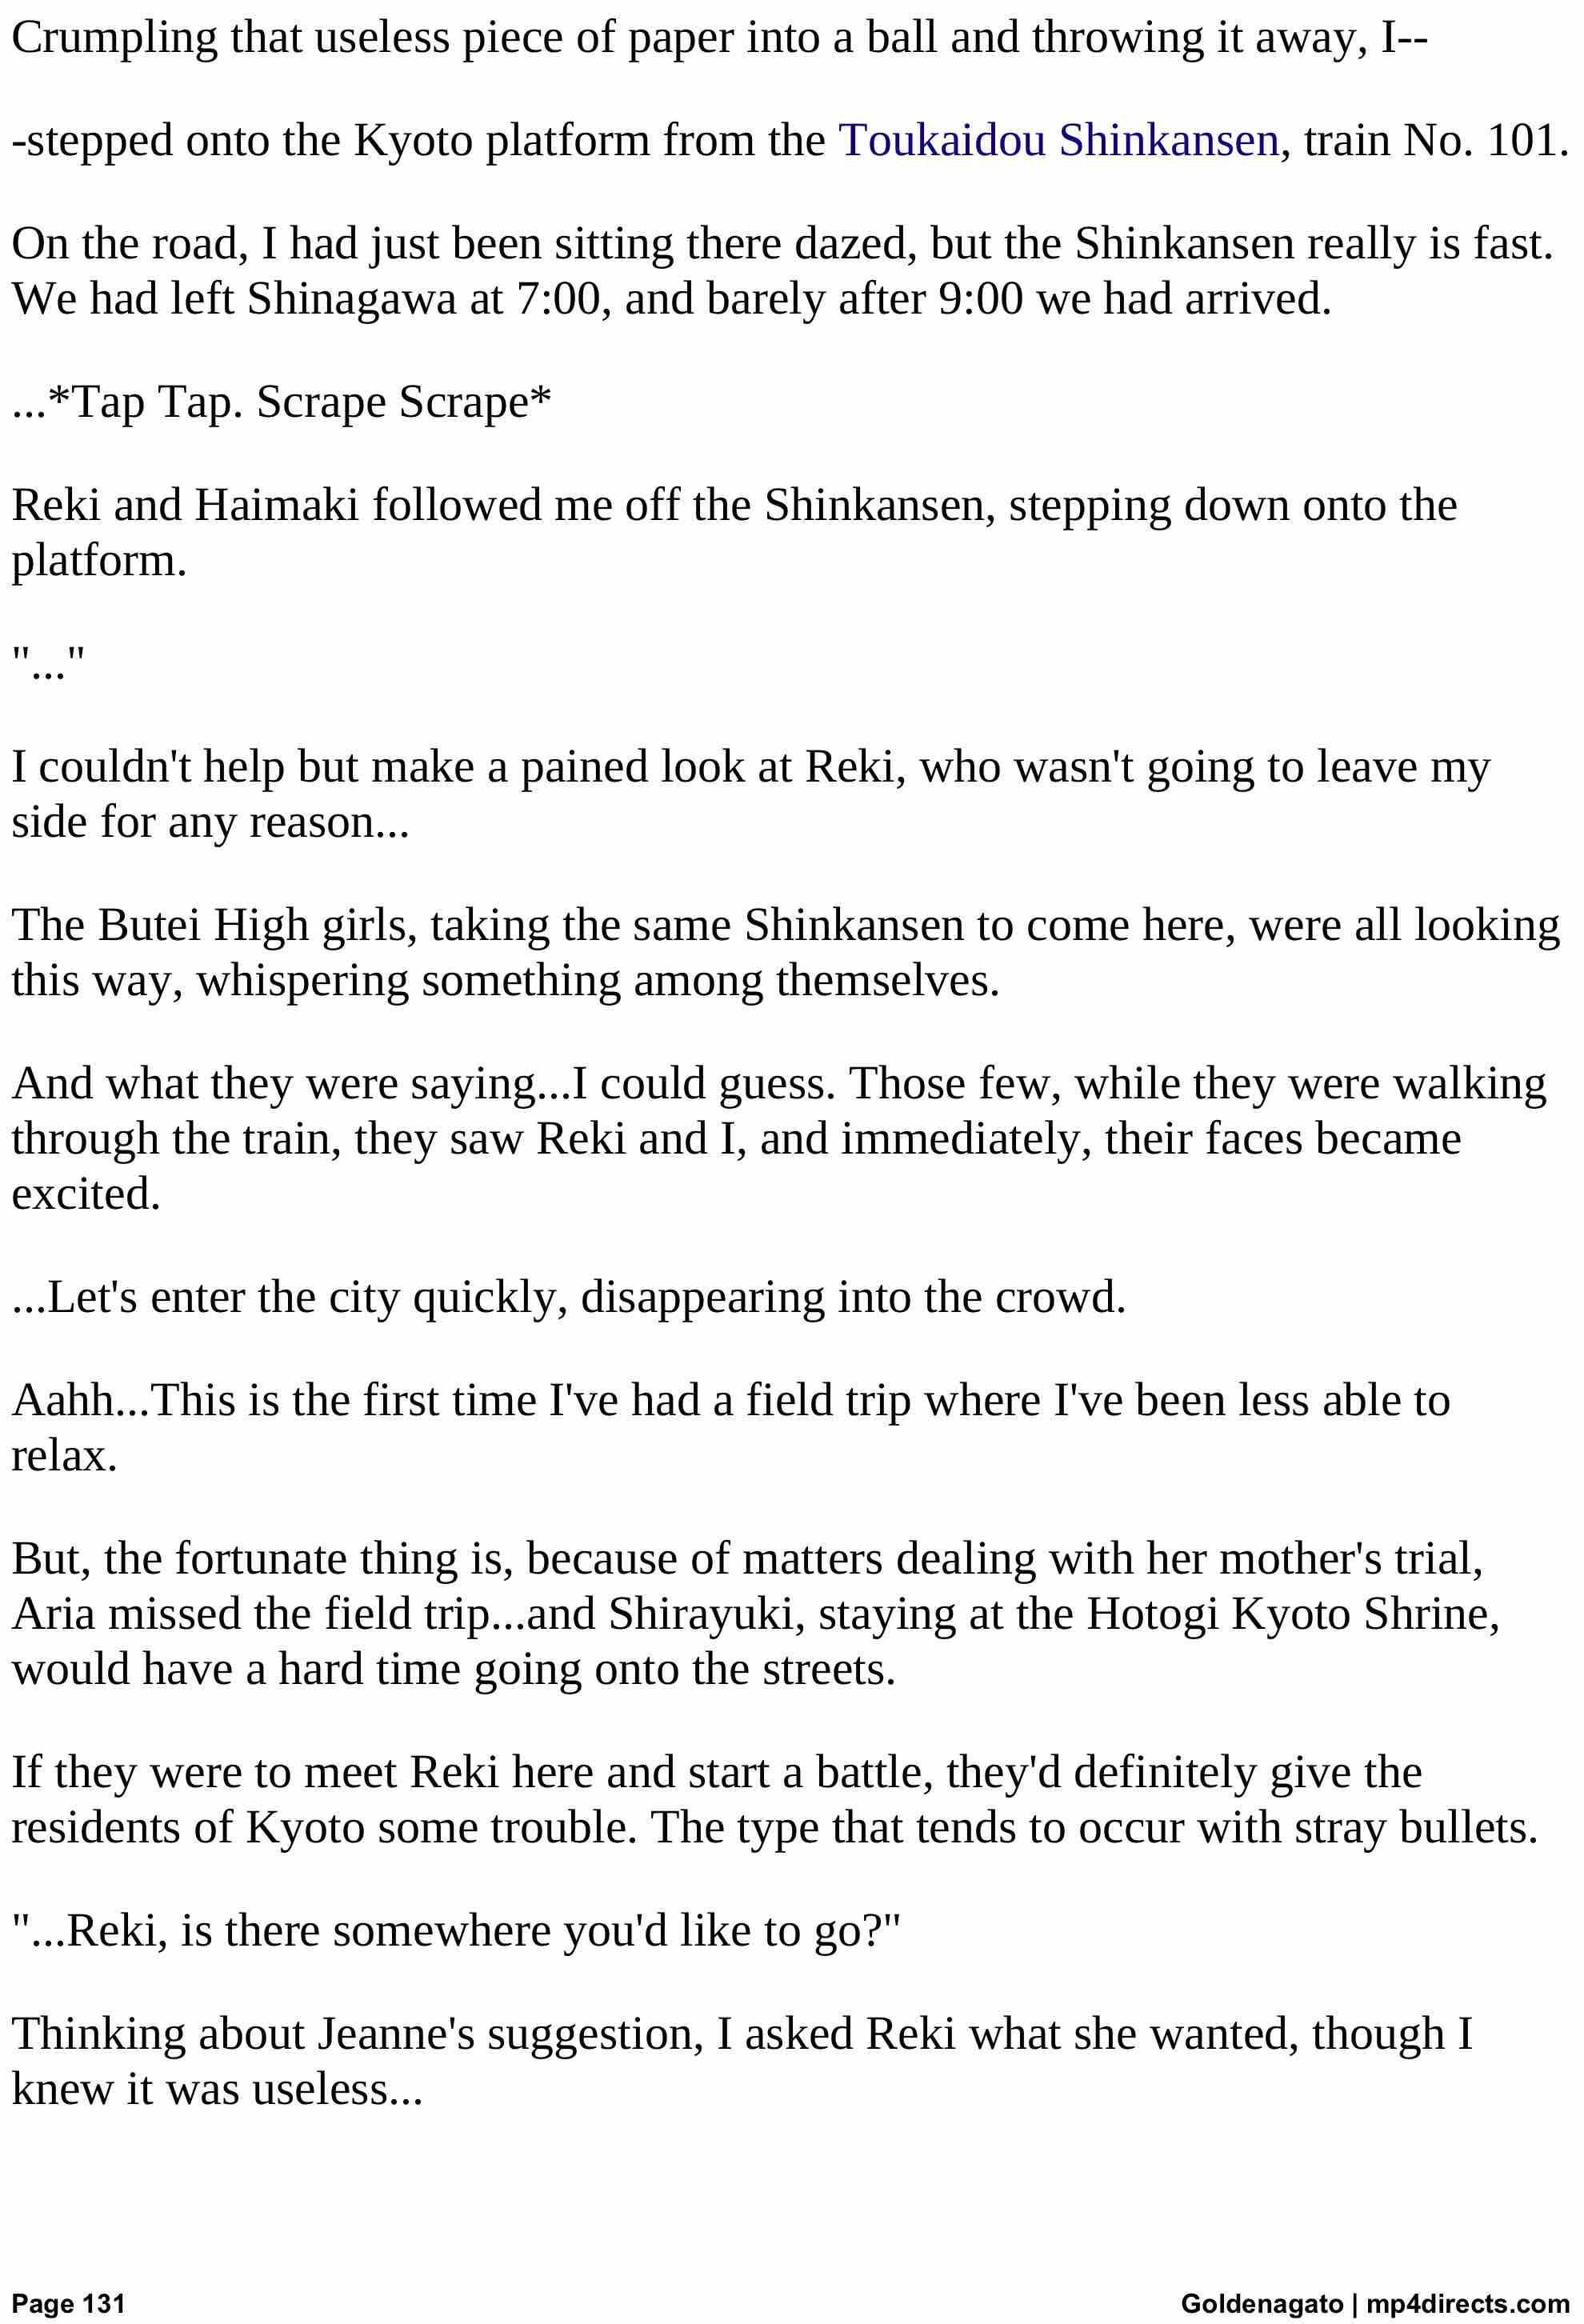 Crumpling that useless piece of paper into a ball and throwing it away, I--
-stepped onto the Kyoto platform from the Toukaidou Shinkansen, train No. 101.
On the road, I had just been sitting there dazed, but the Shinkansen really is fast.
We had left Shinagawa at 7:00, and barely after 9:00 we had arrived.
...*Tap Tap. Scrape Scrape*
Reki and Haimaki followed me off the Shinkansen, stepping down onto the
platform.
"..."
I couldn't help but make a pained look at Reki, who wasn't going to leave my
side for any reason...
The Butei High girls, taking the same Shinkansen to come here, were all looking
this way, whispering something among themselves.
And what they were saying...I could guess. Those few, while they were walking
through the train, they saw Reki and I, and immediately, their faces became
excited.
...Let's enter the city quickly, disappearing into the crowd.
Aahh...This is the first time I've had a field trip where I've been less able to
relax.
But, the fortunate thing is, because of matters dealing with her mother's trial,
Aria missed the field trip...and Shirayuki, staying at the Hotogi Kyoto Shrine,
would have a hard time going onto the streets.
If they were to meet Reki here and start a battle, they'd definitely give the
residents of Kyoto some trouble. The type that tends to occur with stray bullets.
"...Reki, is there somewhere you'd like to go?"
Thinking about Jeanne's suggestion, I asked Reki what she wanted, though I
knew it was useless...
Page 131
Goldenagato | mp4directs.com